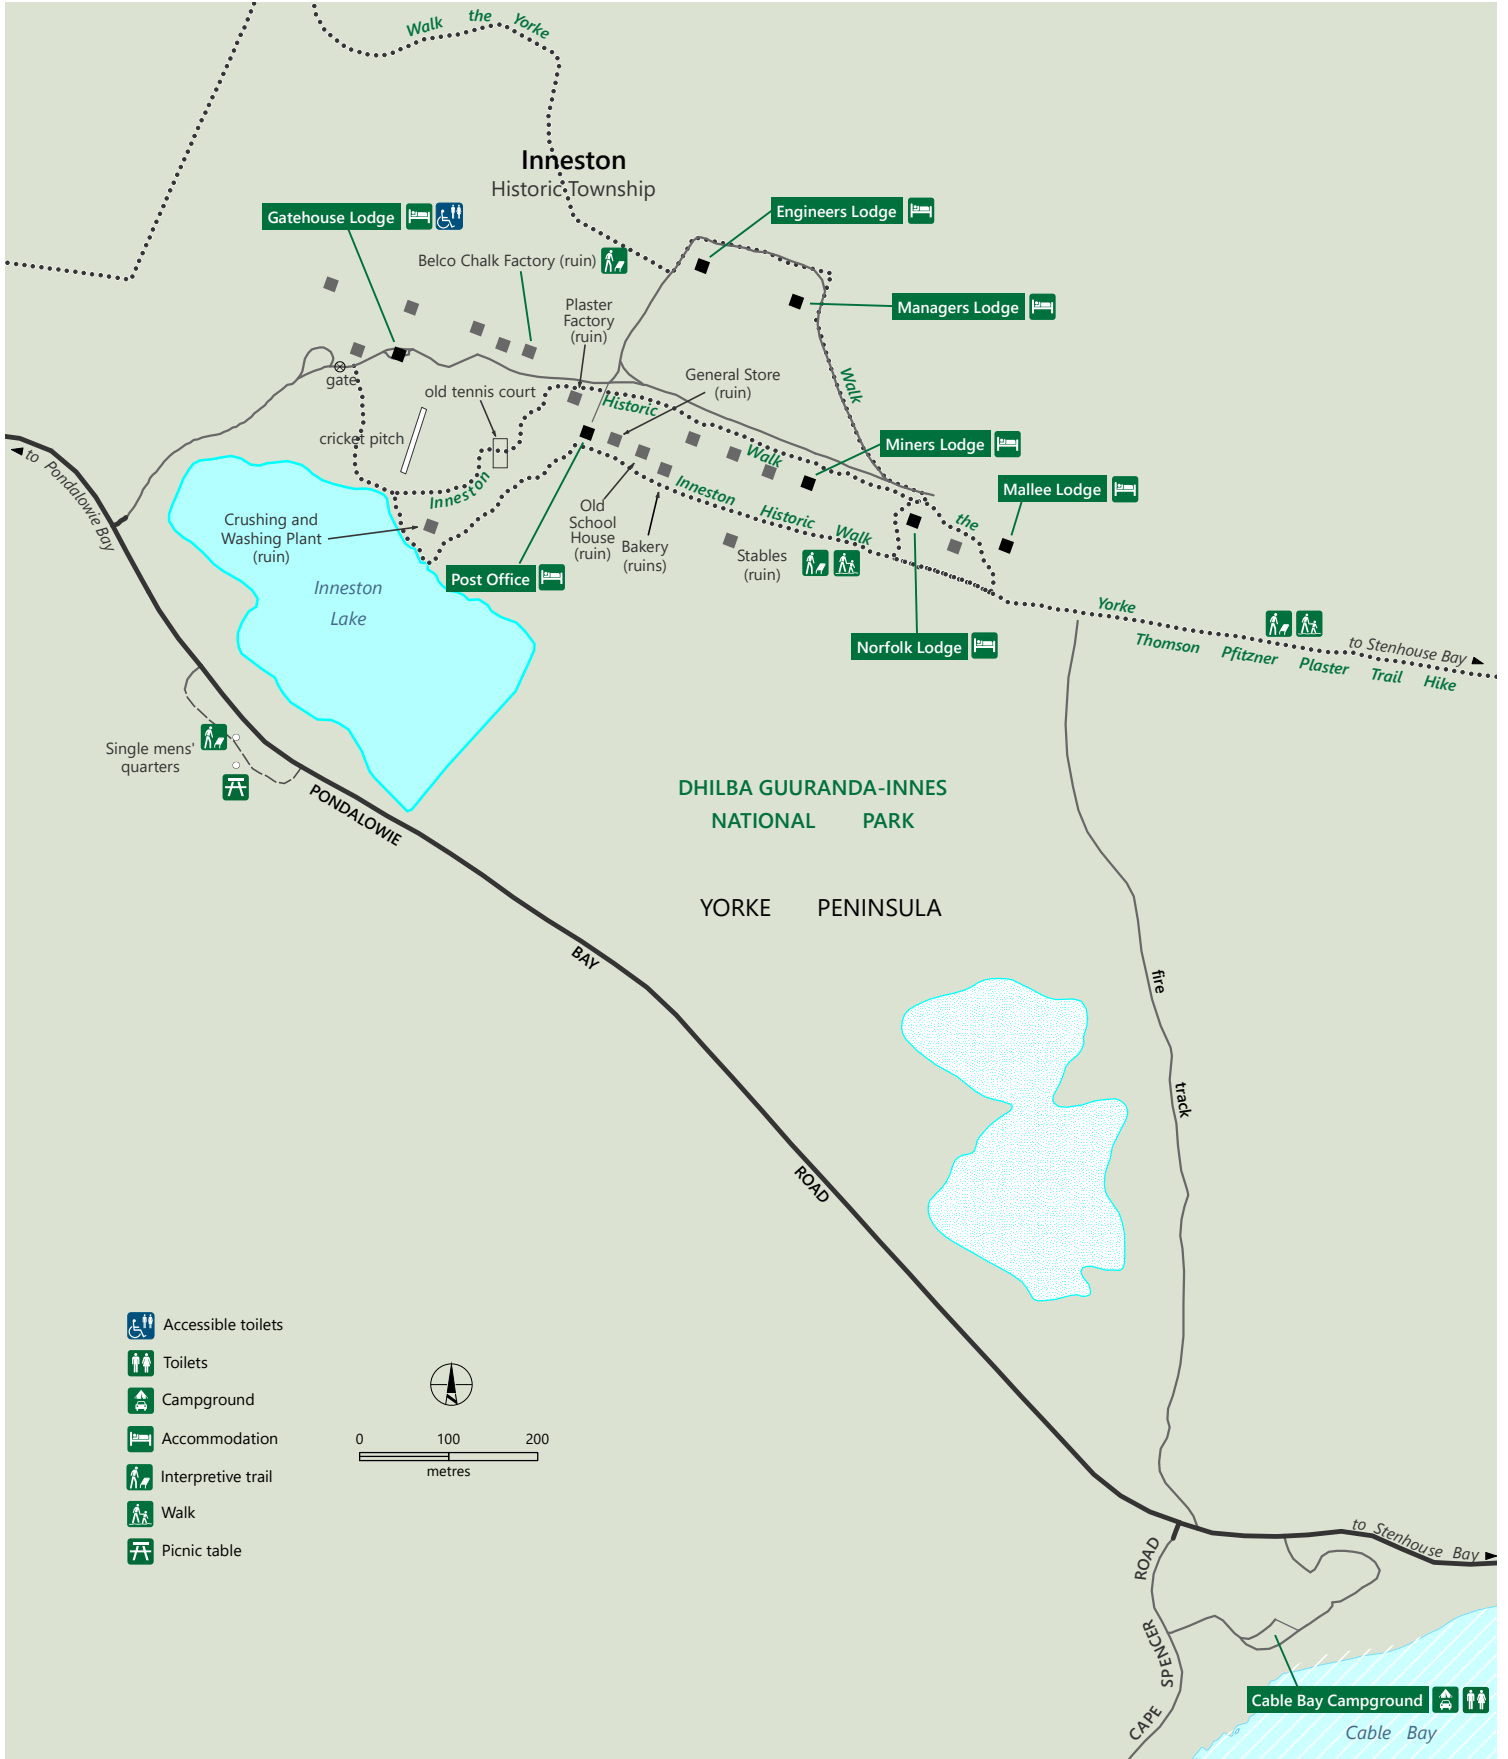 Walk the Yorke
Inneston
Historic Township
Gatehouse Lodge
Engineers Lodge
Belco Chalk Factory (ruin)
Managers Lodge
Plaster
Factory
(ruin)
gate
old tennis court
General Store
(ruin)
Walk
Historic
cricket pitch
Walk
Miners Lodge
to Pondalowie Bay
Inneston
Inneston
Historic
Walk
the
Mallee Lodge
Crushing and
Washing Plant
(ruin)
Old
School
House
(ruin)
Bakery
(ruins)
Stables
(ruin)
Post Office
Inneston
Lake
Norfolk Lodge
Yorke
to Stenhouse Bay
Thomson Pfitzner Plaster Trail Hike
Single mens'
quarters
DHILBA GUURANDA-INNES
NATIONAL PARK
YORKE PENINSULA
PONDALOWIE
BAY
ROAD
fire
track
Accessible toilets
Toilets
Campground
Accommodation
Interpretive trail
Walk
Picnic table
N
0 100 200
metres
to Stenhouse Bay
ROAD
SPENCER
CAPE
Cable Bay Campground
Cable Bay